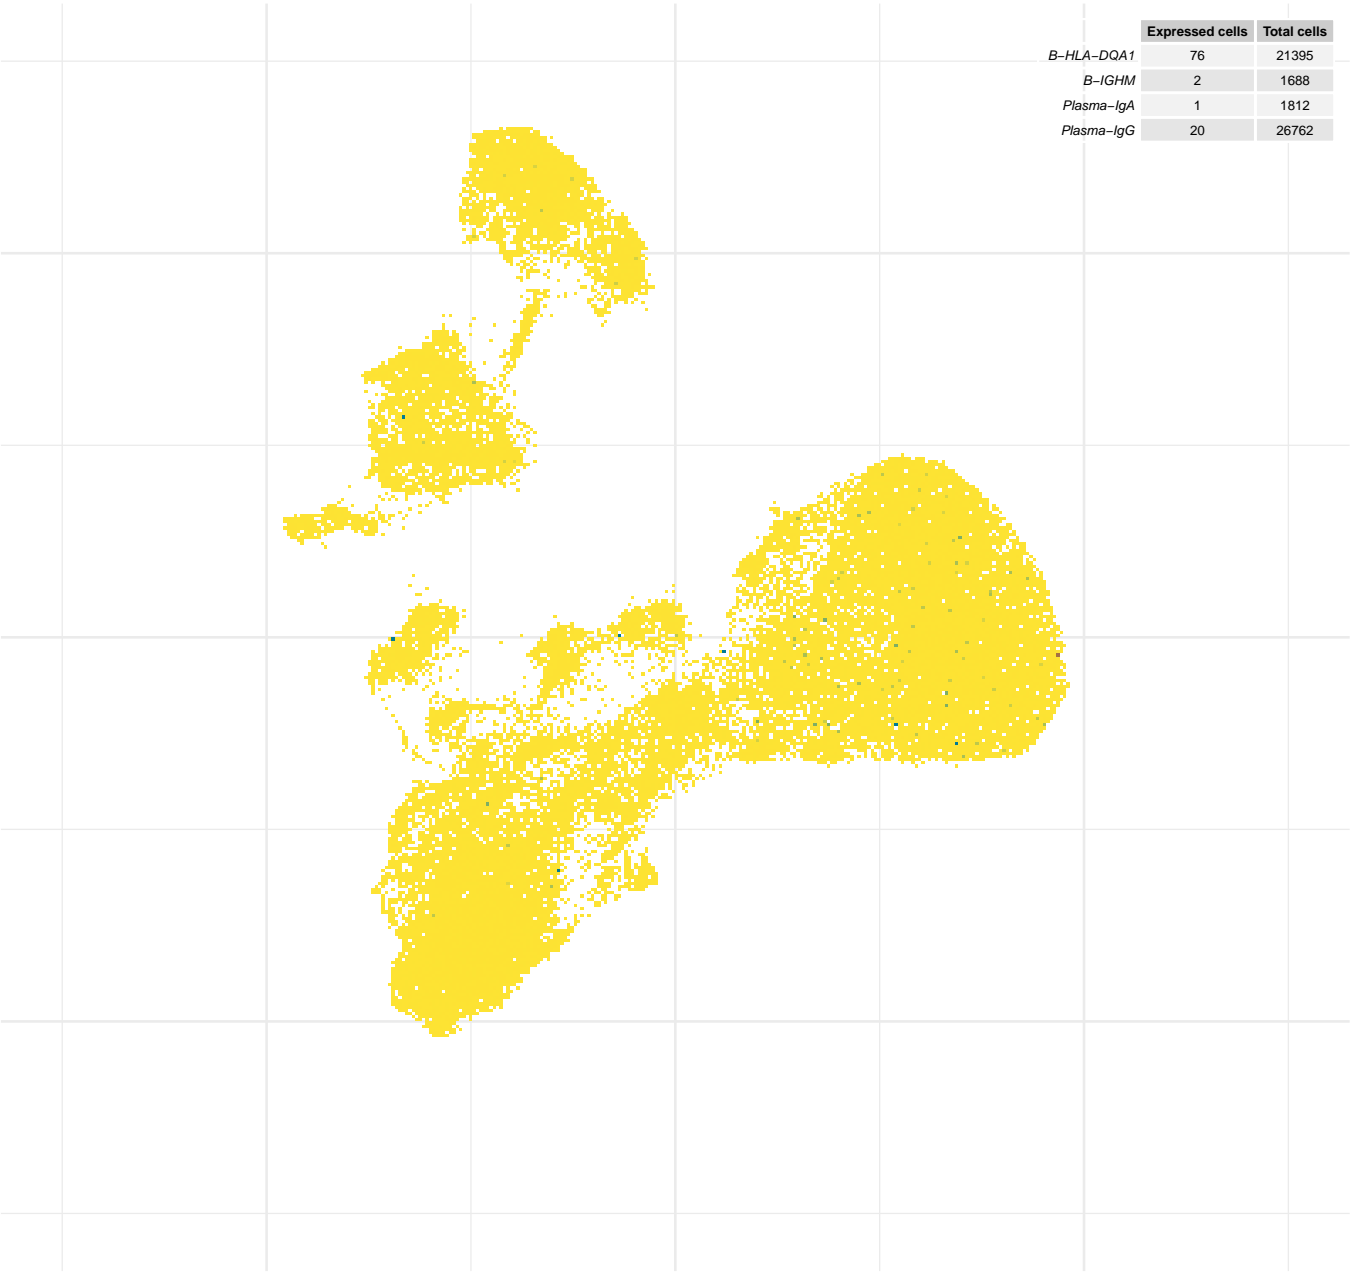 Expressed cells Total cells
B−HLA−DQA1 76 21395
B−IGHM 2 1688
Plasma−IgA 1 1812
Plasma−IgG 20 26762